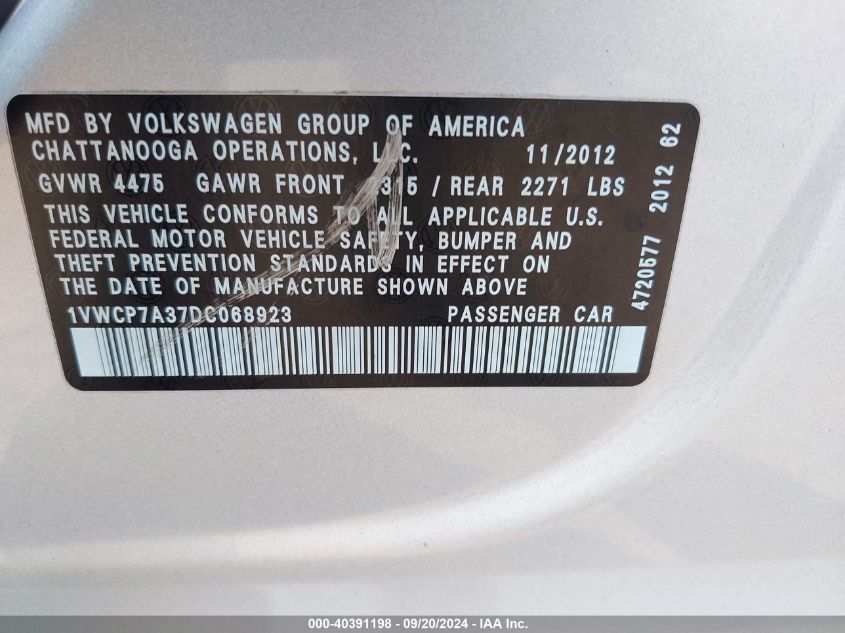 MFD BY VOLKSWAGEN GROUP OF AMERICA
CHATTANOOGA OPERATIONS, LLC. 11/2012
GVWR 4475 GAWR FRONT 2315 / REAR 2271 LBS
THIS VEHICLE CONFORMS TO ALL APPLICABLE U.S.
FEDERAL MOTOR VEHICLE SAFETY, BUMPER AND
THEFT PREVENTION STANDARDS IN EFFECT ON
THE DATE OF MANUFACTURE SHOWN ABOVE
1VWCP7A37DC068923 PASSENGER CAR
4720577 2012 62
000-40391198 - 09/20/2024 - IAA Inc.